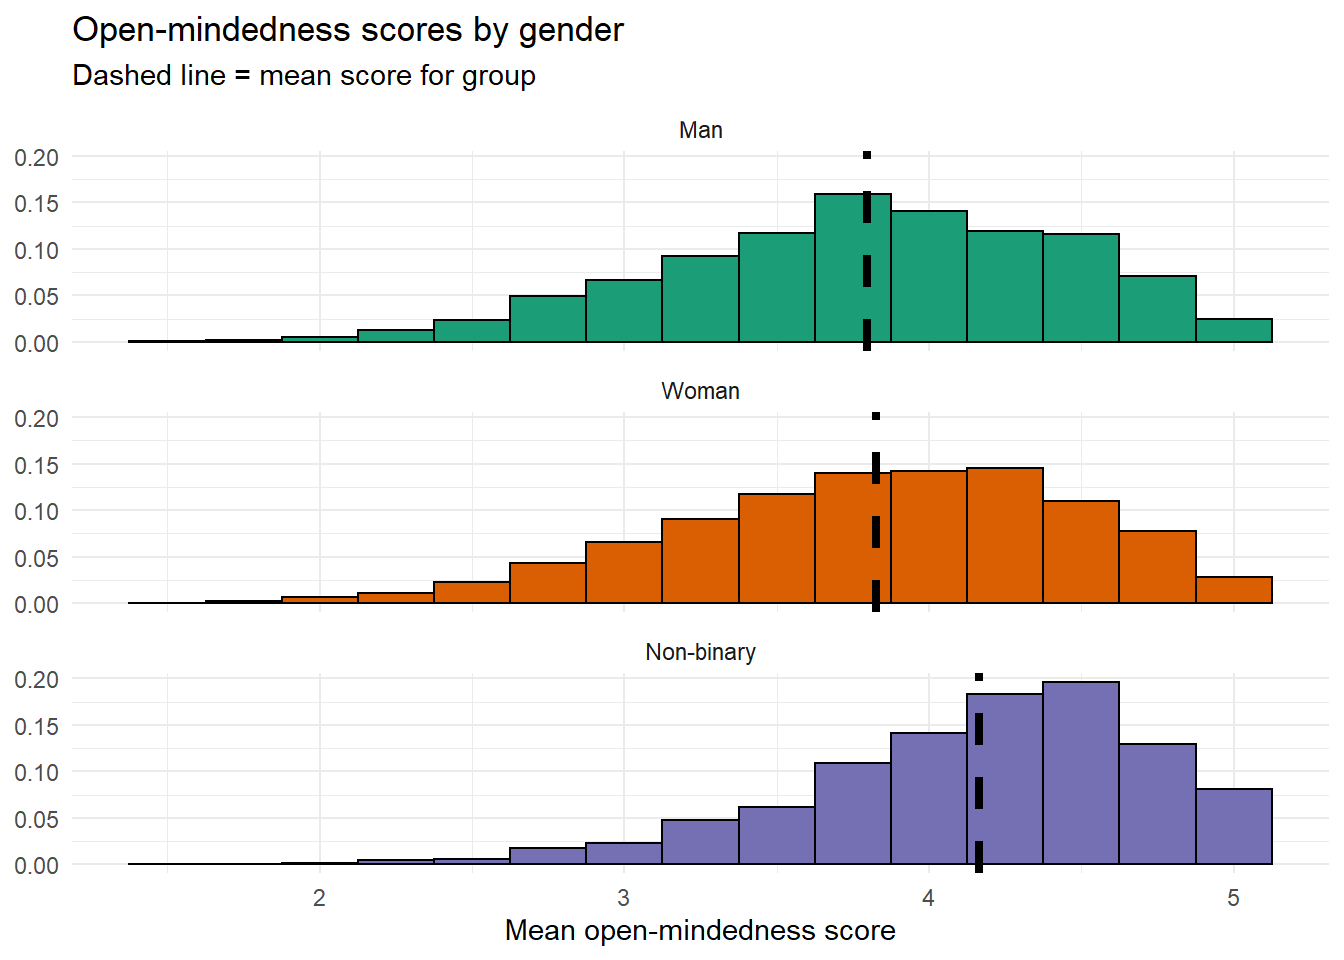 Open-mindedness scores by gender
Dashed line = mean score for group
Man
0.20
0.15
0.10
0.05
0.00
Woman
0.20
0.15
0.10
0.05
0.00
Non-binary
0.20
0.15
0.10
0.05
0.00
2 3 4 5
Mean open-mindedness score